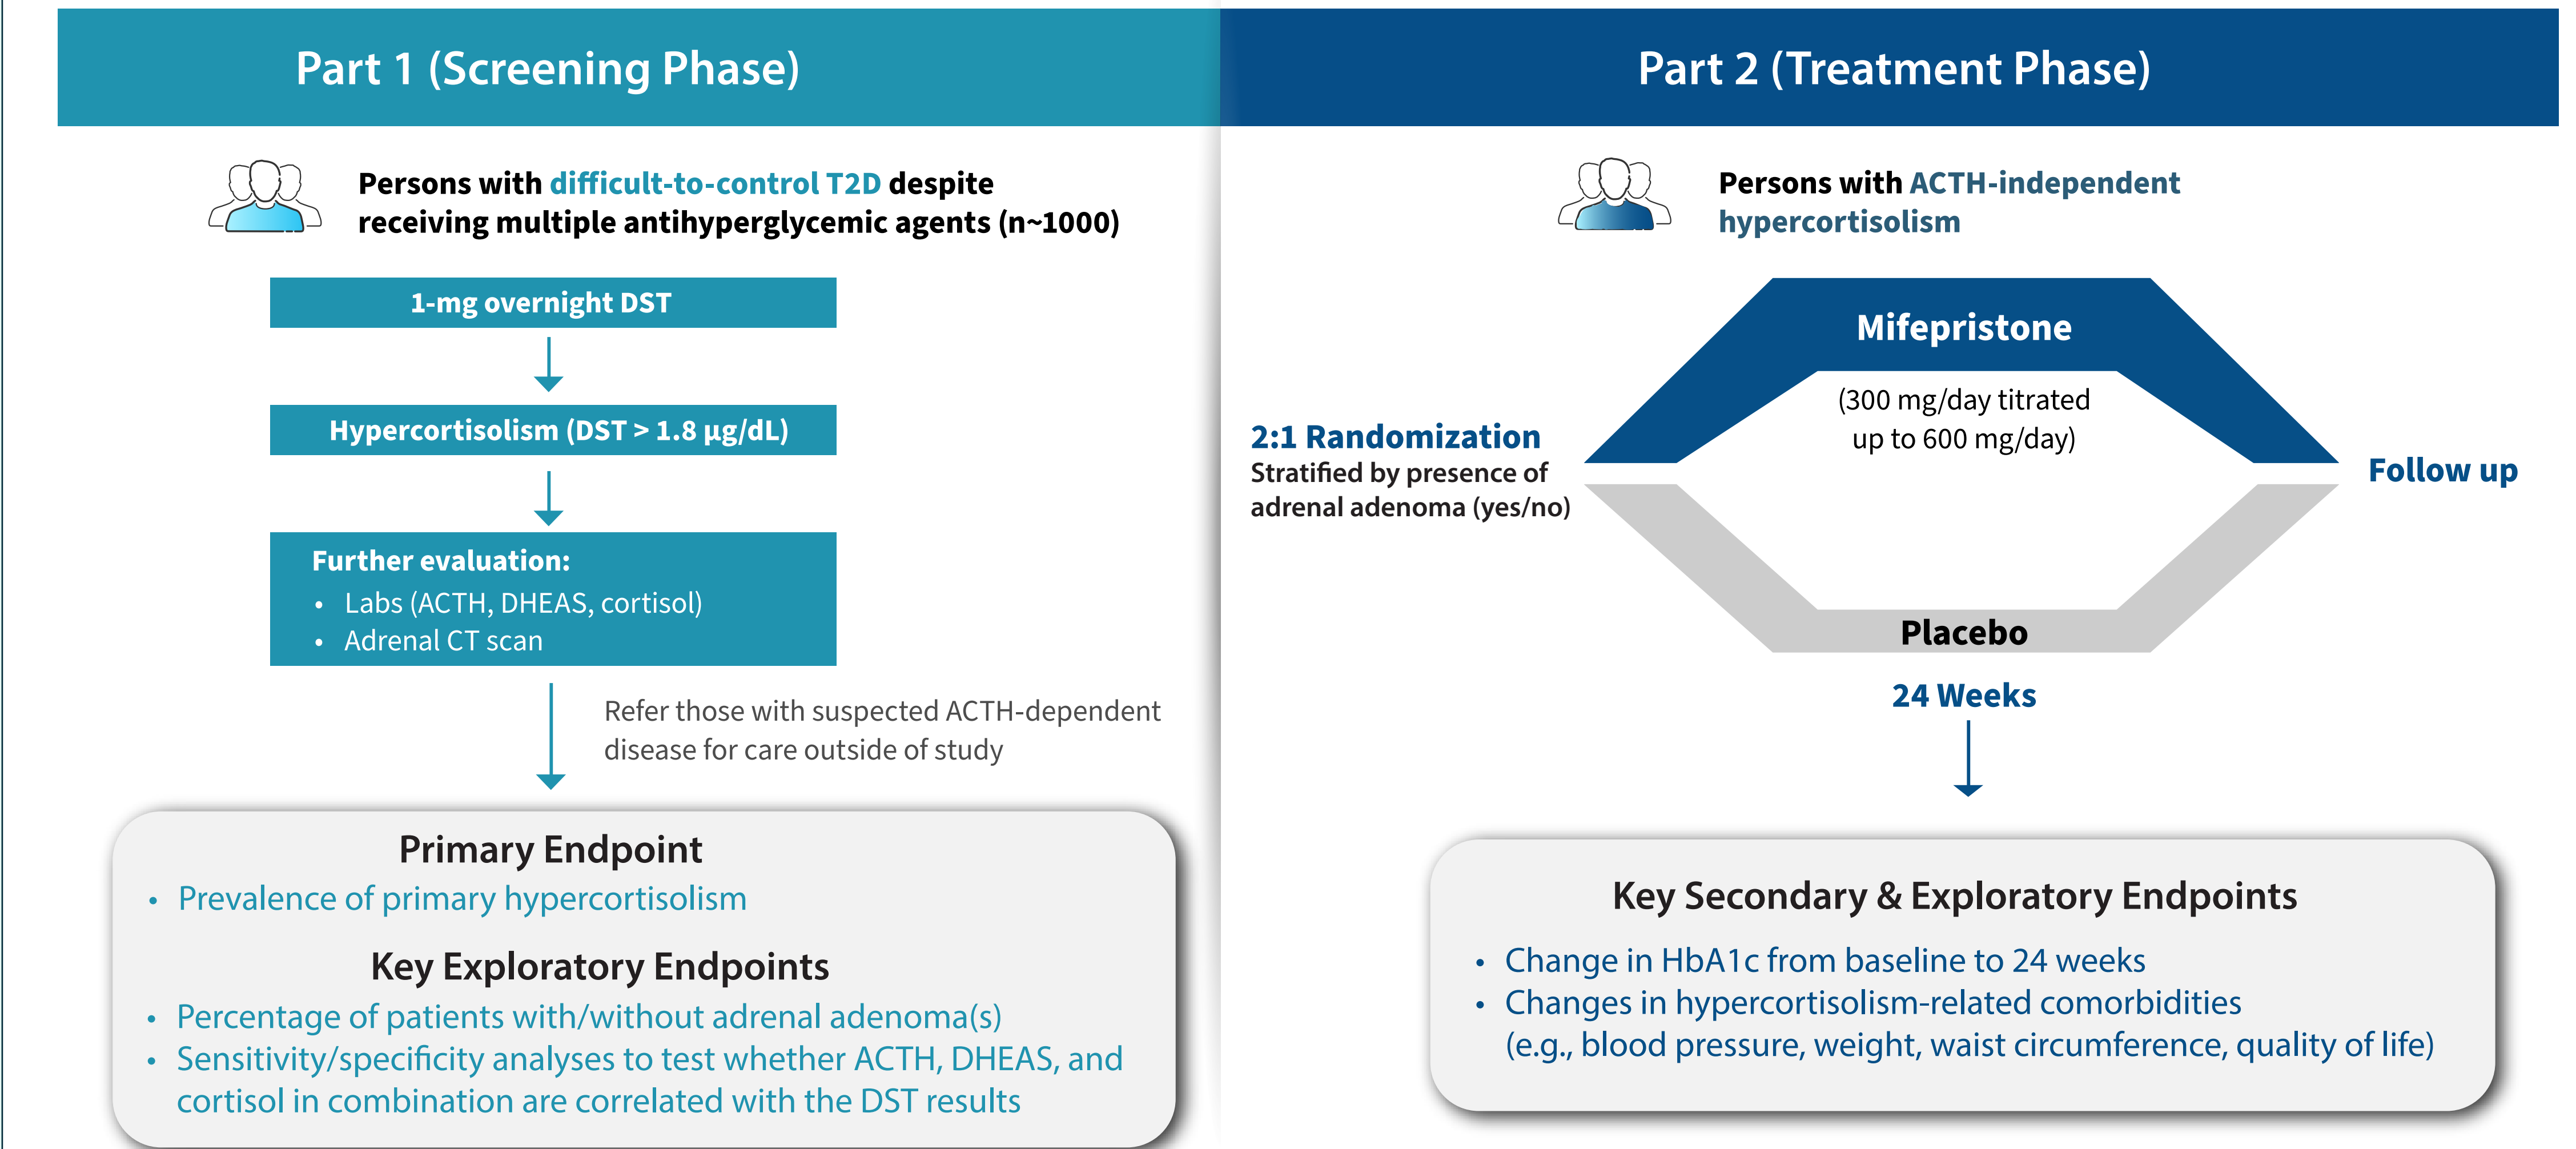 Part 1 (Screening Phase)
Persons with difficult-to-control T2D despite
receiving multiple antihyperglycemic agents (n~1000)
1-mg overnight DST
Hypercortisolism (DST > 1.8 µg/dL)
Further evaluation:
• Labs (ACTH, DHEAS, cortisol)
• Adrenal CT scan
Refer those with suspected ACTH-dependent
disease for care outside of study
Primary Endpoint
• Prevalence of primary hypercortisolism
Key Exploratory Endpoints
• Percentage of patients with/without adrenal adenoma(s)
• Sensitivity/specificity analyses to test whether ACTH, DHEAS, and
cortisol in combination are correlated with the DST results
Part 2 (Treatment Phase)
Persons with ACTH-independent
hypercortisolism
Mifepristone
(300 mg/day titrated
up to 600 mg/day)
2:1 Randomization
Stratified by presence of
adrenal adenoma (yes/no)
Follow up
Placebo
24 Weeks
Key Secondary & Exploratory Endpoints
• Change in HbA1c from baseline to 24 weeks
• Changes in hypercortisolism-related comorbidities
(e.g., blood pressure, weight, waist circumference, quality of life)